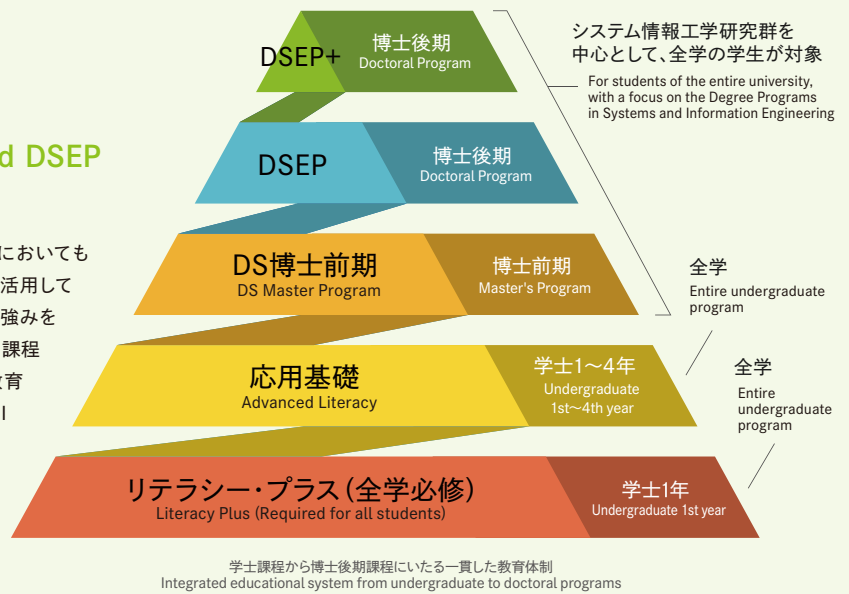 DSEP+
博士後期
Doctoral Program
システム情報工学研究群を
中心として、全学の学生が対象
For students of the entire university,
with a focus on the Degree Programs
in Systems and Information Engineering
d DSEP
DSEP
博士後期
Doctoral Program
においても
活用して
強みを
課程
教育
I
DS博士前期
DS Master Program
博士前期
Master's Program
全学
Entire undergraduate
program
応用基礎
Advanced Literacy
学士1〜4年
Undergraduate
1st〜4th year
全学
Entire
undergraduate
program
リテラシー・プラス(全学必修)
Literacy Plus (Required for all students)
学士1年
Undergraduate 1st year
学士課程から博士後期課程にいたる一貫した教育体制
Integrated educational system from undergraduate to doctoral programs